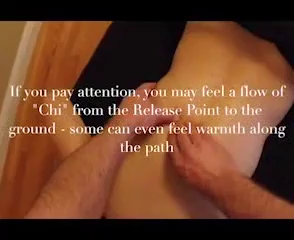 If you pay attention, you may feel a flow of
"Chi" from the Release Point to the
ground - some can even feel warmth along
the path